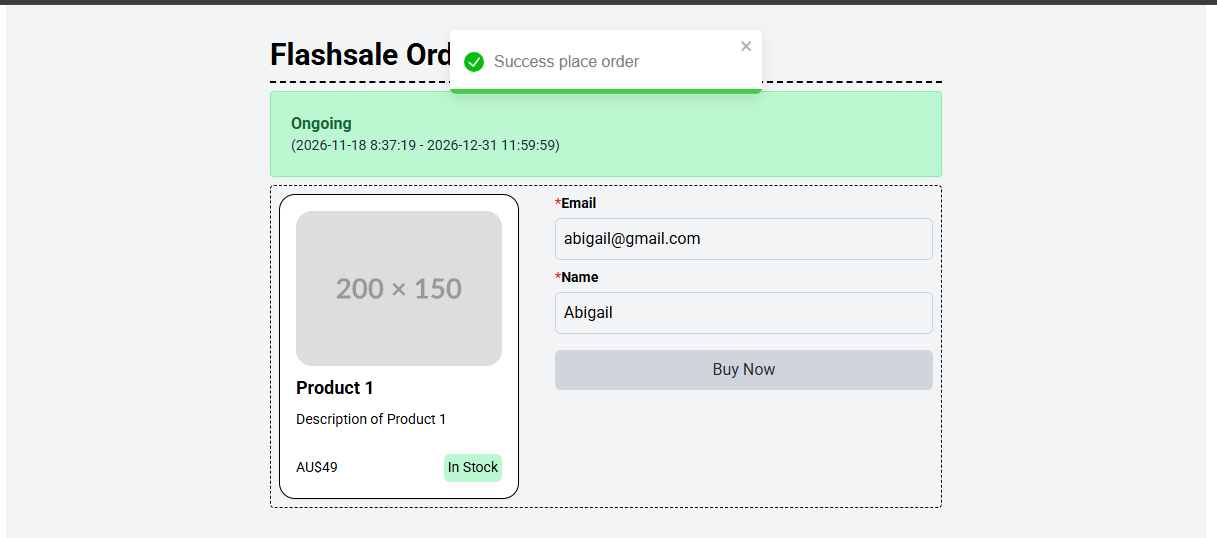 Flashsale Ord
Success place order
Ongoing
(2026-11-18 8:37:19 - 2026-12-31 11:59:59)
200 × 150
Product 1
Description of Product 1
AU$49
In Stock
*Email
abigail@gmail.com
*Name
Abigail
Buy Now